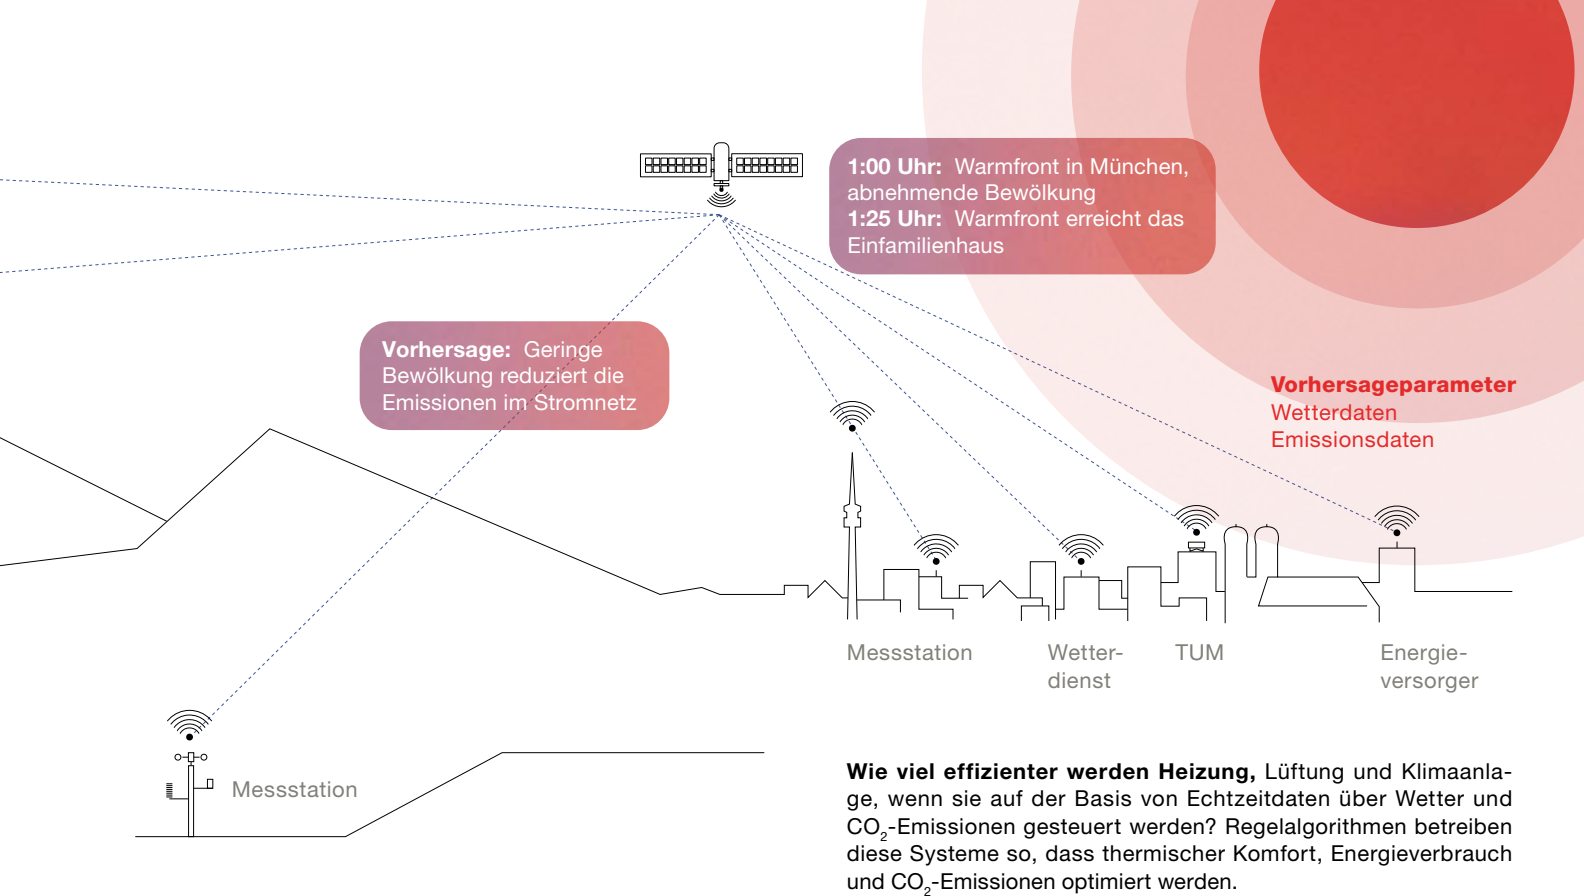 1:00 Uhr: Warmfront in München,
abnehmende Bewölkung
1:25 Uhr: Warmfront erreicht das
Einfamilienhaus
Vorhersage: Geringe
Bewölkung reduziert die
Emissionen im Stromnetz
Vorhersageparameter
Wetterdaten
Emissionsdaten
Messstation
Wetter-
dienst
TUM
Energie-
versorger
Messstation
Wie viel effizienter werden Heizung, Lüftung und Klimaanla-
ge, wenn sie auf der Basis von Echtzeitdaten über Wetter und
CO₂-Emissionen gesteuert werden? Regelalgorithmen betreiben
diese Systeme so, dass thermischer Komfort, Energieverbrauch
und CO₂-Emissionen optimiert werden.